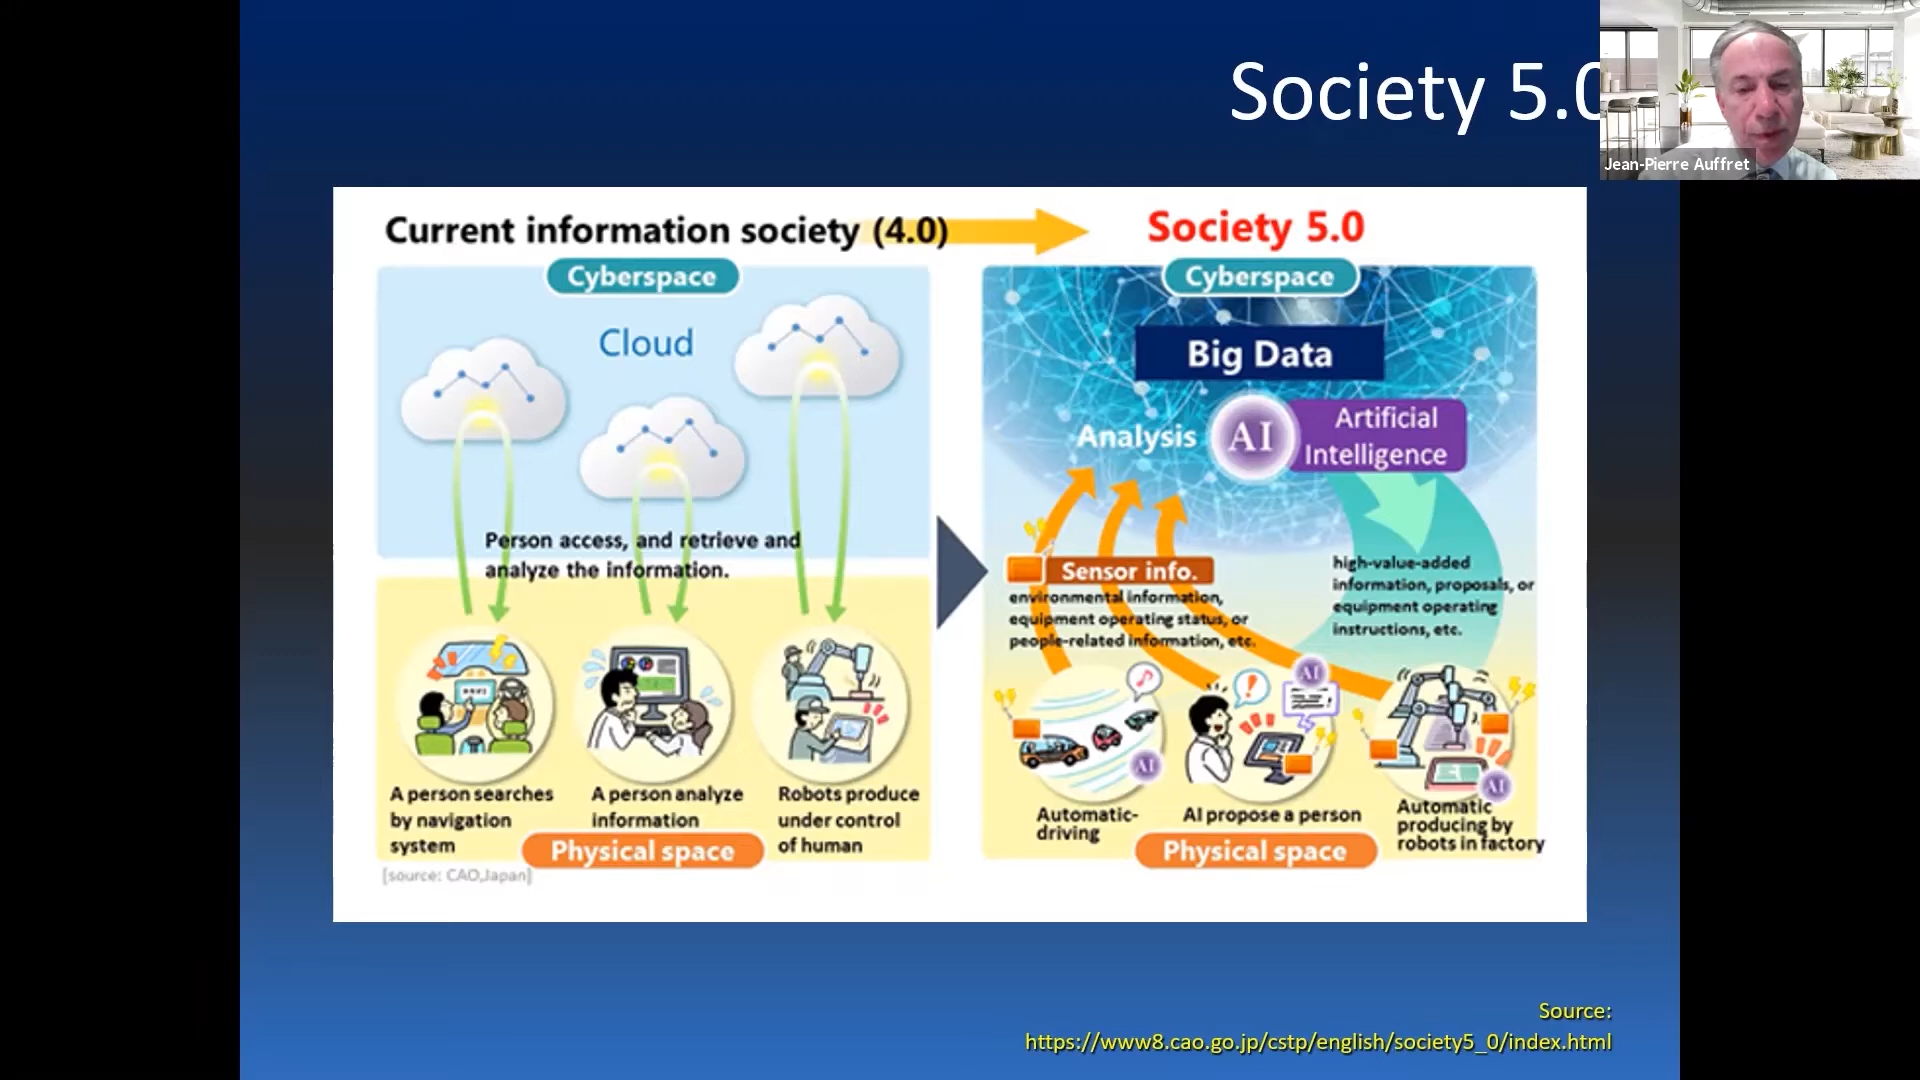 Society 5.0
Jean-Pierre Auffret
Current information society (4.0)
Cyberspace
Cloud
Person access, and retrieve and
analyze the information.
A person searches
by navigation
system
A person analyze
information
Robots produce
under control
of human
Physical space
[source: CAO,Japan]
Society 5.0
Cyberspace
Big Data
Analysis
AI
Artificial
Intelligence
Sensor info.
environmental information,
equipment operating status, or
people-related information, etc.
high-value-added
information, proposals, or
equipment operating
instructions, etc.
AI
AI
AI
Automatic-
driving
AI propose a person
Automatic
producing by
robots in factory
Physical space
Source:
https://www8.cao.go.jp/cstp/english/society5_0/index.html